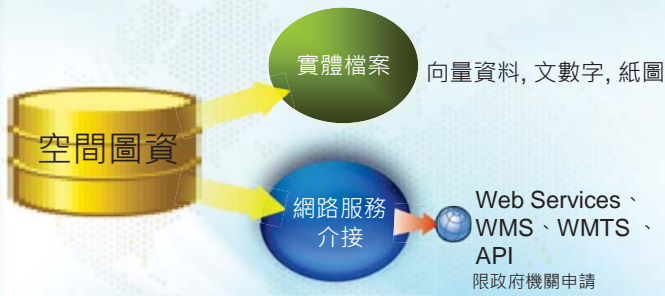 實體檔案
向量資料, 文數字, 紙圖
空間圖資
網路服務
介接
Web Services、
WMS、WMTS 、
API
限政府機關申請